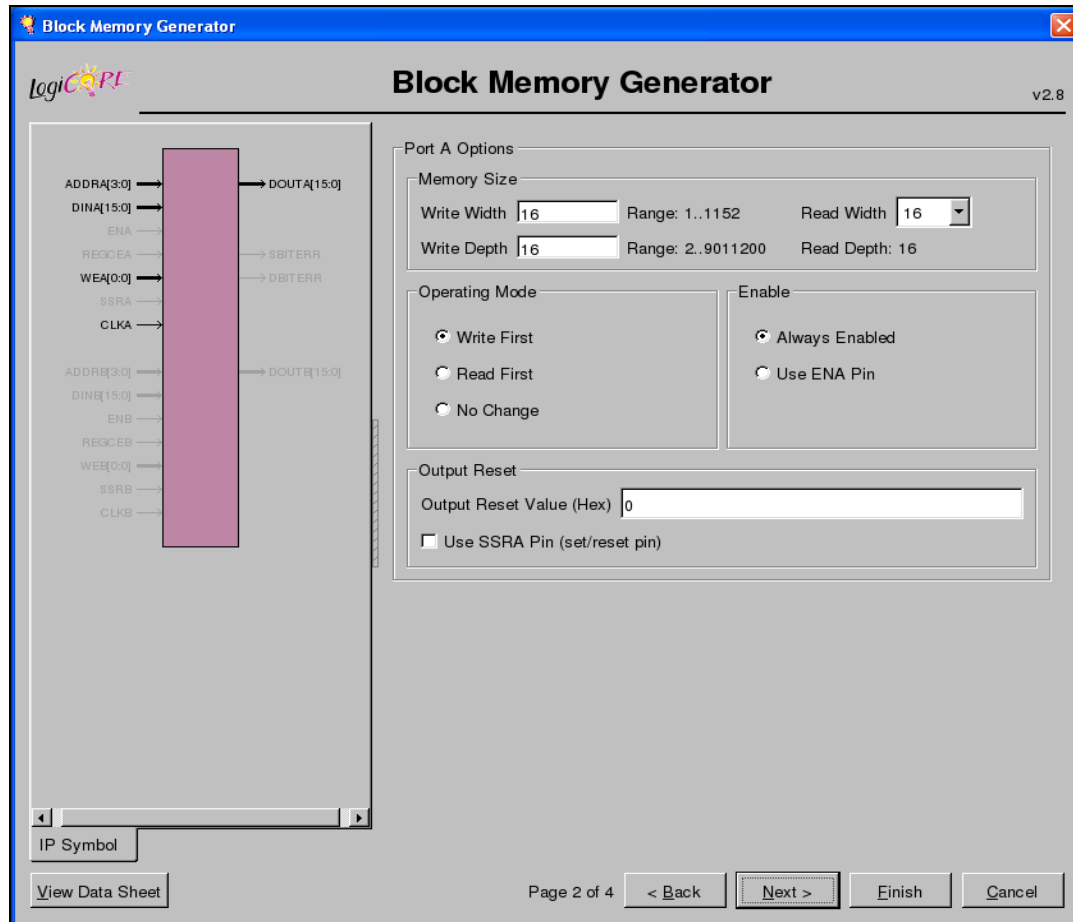 Block Memory Generator
LogiCORE
Block Memory Generator
v2.8
ADDRA[3:0]
DOUTA[15:0]
DINA[15:0]
ENA
REGCEA
SBITERR
WEA[0:0]
DBITERR
SSRA
CLKA
ADDRB[3:0]
DOUTB[15:0]
DINB[15:0]
ENB
REGCEB
WEB[0:0]
SSRB
CLKB
IP Symbol
Port A Options
Memory Size
Write Width 16 Range: 1..1152 Read Width 16
Write Depth 16 Range: 2..9011200 Read Depth: 16
Operating Mode
Write First
Read First
No Change
Enable
Always Enabled
Use ENA Pin
Output Reset
Output Reset Value (Hex) 0
Use SSRA Pin (set/reset pin)
View Data Sheet
Page 2 of 4
< Back
Next >
Finish
Cancel